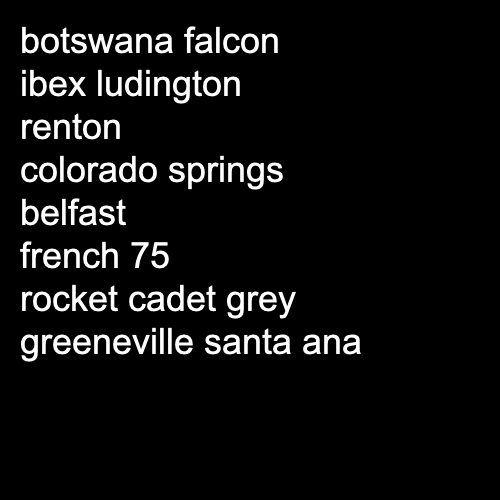 botswana falcon
ibex ludington
renton
colorado springs
belfast
french 75
rocket cadet grey
greeneville santa ana